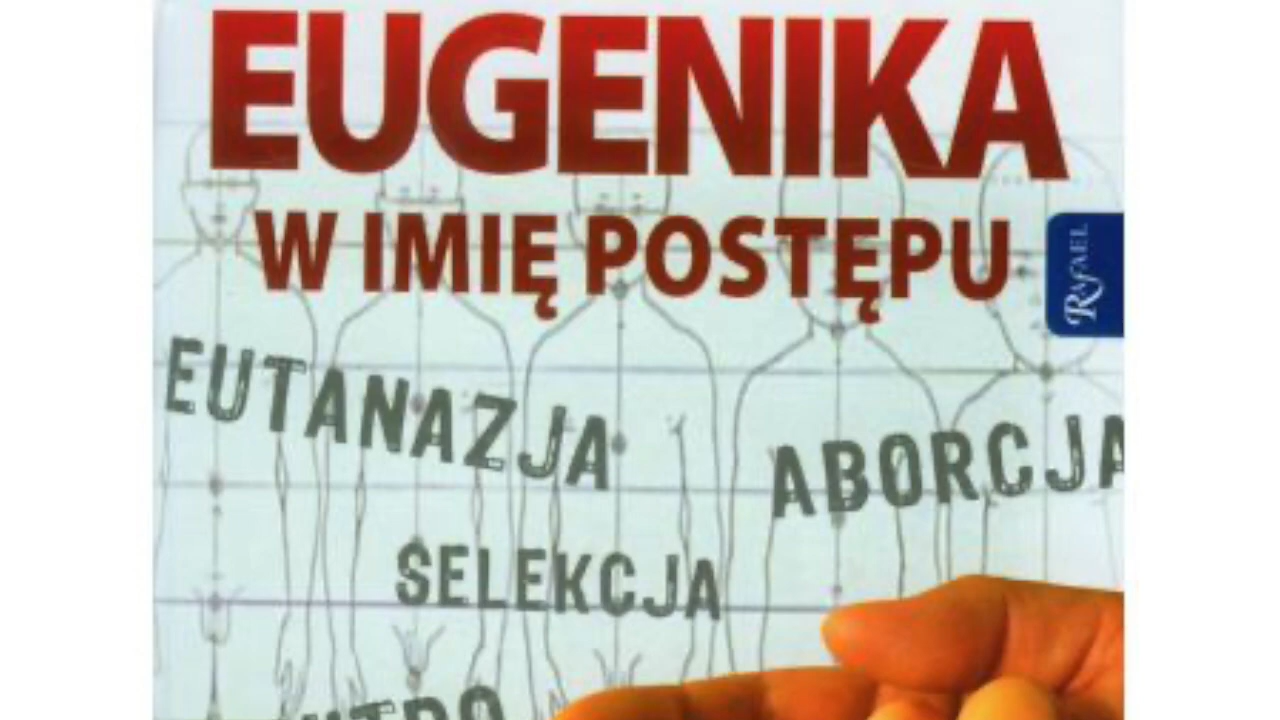 EUGENIKA
W IMIĘ POSTĘPU
RAFAEL
EUTANAZJA
ABORCJA
SELEKCJA